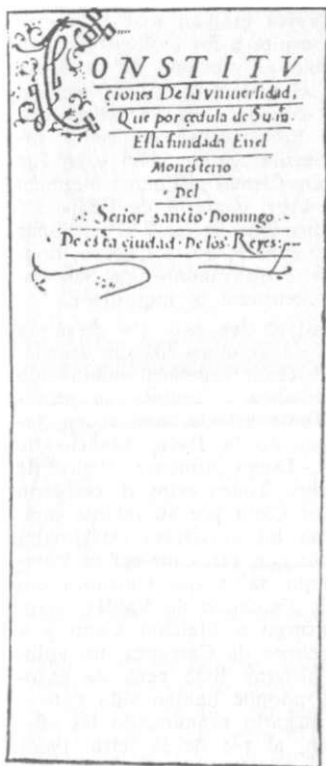 CONSTITV
ciones De la vniuersidad,
Que por cedula de Su m.
Esta fundada En el
Monesterio
Del
Señor sancto Domingo
De esta ciudad De los Reyes